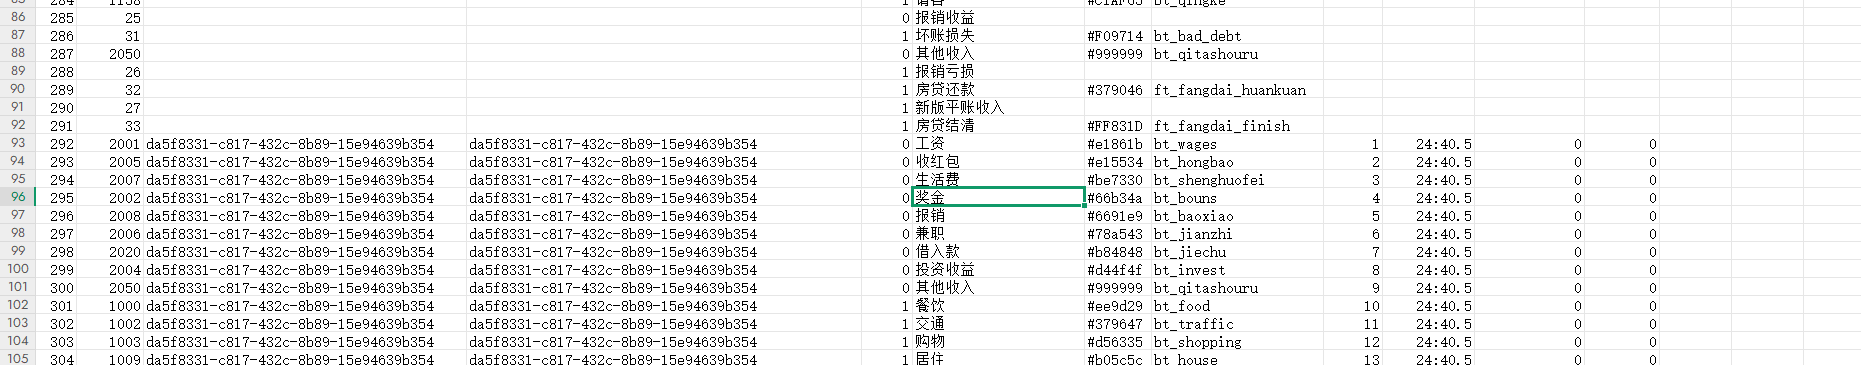 86 285 25 0 报销收益
87 286 31 1 坏账损失 #F09714 bt_bad_debt
88 287 2050 0 其他收入 #999999 bt_qitashouru
89 288 26 1 报销亏损
90 289 32 1 房贷还款 #379046 ft_fangdai_huankuan
91 290 27 1 新版平账收入
92 291 33 1 房贷结清 #FF831D ft_fangdai_finish
93 292 2001 da5f8331-c817-432c-8b89-15e94639b354 da5f8331-c817-432c-8b89-15e94639b354 0 工资 #e1861b bt_wages 1 24:40.5 0 0
94 293 2005 da5f8331-c817-432c-8b89-15e94639b354 da5f8331-c817-432c-8b89-15e94639b354 0 收红包 #e15534 bt_hongbao 2 24:40.5 0 0
95 294 2007 da5f8331-c817-432c-8b89-15e94639b354 da5f8331-c817-432c-8b89-15e94639b354 0 生活费 #be7330 bt_shenghuofei 3 24:40.5 0 0
96 295 2002 da5f8331-c817-432c-8b89-15e94639b354 da5f8331-c817-432c-8b89-15e94639b354 0 奖金 #66b34a bt_bouns 4 24:40.5 0 0
97 296 2008 da5f8331-c817-432c-8b89-15e94639b354 da5f8331-c817-432c-8b89-15e94639b354 0 报销 #6691e9 bt_baoxiao 5 24:40.5 0 0
98 297 2006 da5f8331-c817-432c-8b89-15e94639b354 da5f8331-c817-432c-8b89-15e94639b354 0 兼职 #78a543 bt_jianzhi 6 24:40.5 0 0
99 298 2020 da5f8331-c817-432c-8b89-15e94639b354 da5f8331-c817-432c-8b89-15e94639b354 0 借入款 #b84848 bt_jiechu 7 24:40.5 0 0
100 299 2004 da5f8331-c817-432c-8b89-15e94639b354 da5f8331-c817-432c-8b89-15e94639b354 0 投资收益 #d44f4f bt_invest 8 24:40.5 0 0
101 300 2050 da5f8331-c817-432c-8b89-15e94639b354 da5f8331-c817-432c-8b89-15e94639b354 0 其他收入 #999999 bt_qitashouru 9 24:40.5 0 0
102 301 1000 da5f8331-c817-432c-8b89-15e94639b354 da5f8331-c817-432c-8b89-15e94639b354 1 餐饮 #ee9d29 bt_food 10 24:40.5 0 0
103 302 1002 da5f8331-c817-432c-8b89-15e94639b354 da5f8331-c817-432c-8b89-15e94639b354 1 交通 #379647 bt_traffic 11 24:40.5 0 0
104 303 1003 da5f8331-c817-432c-8b89-15e94639b354 da5f8331-c817-432c-8b89-15e94639b354 1 购物 #d56335 bt_shopping 12 24:40.5 0 0
105 304 1009 da5f8331-c817-432c-8b89-15e94639b354 da5f8331-c817-432c-8b89-15e94639b354 1 居住 #b05c5c bt_house 13 24:40.5 0 0